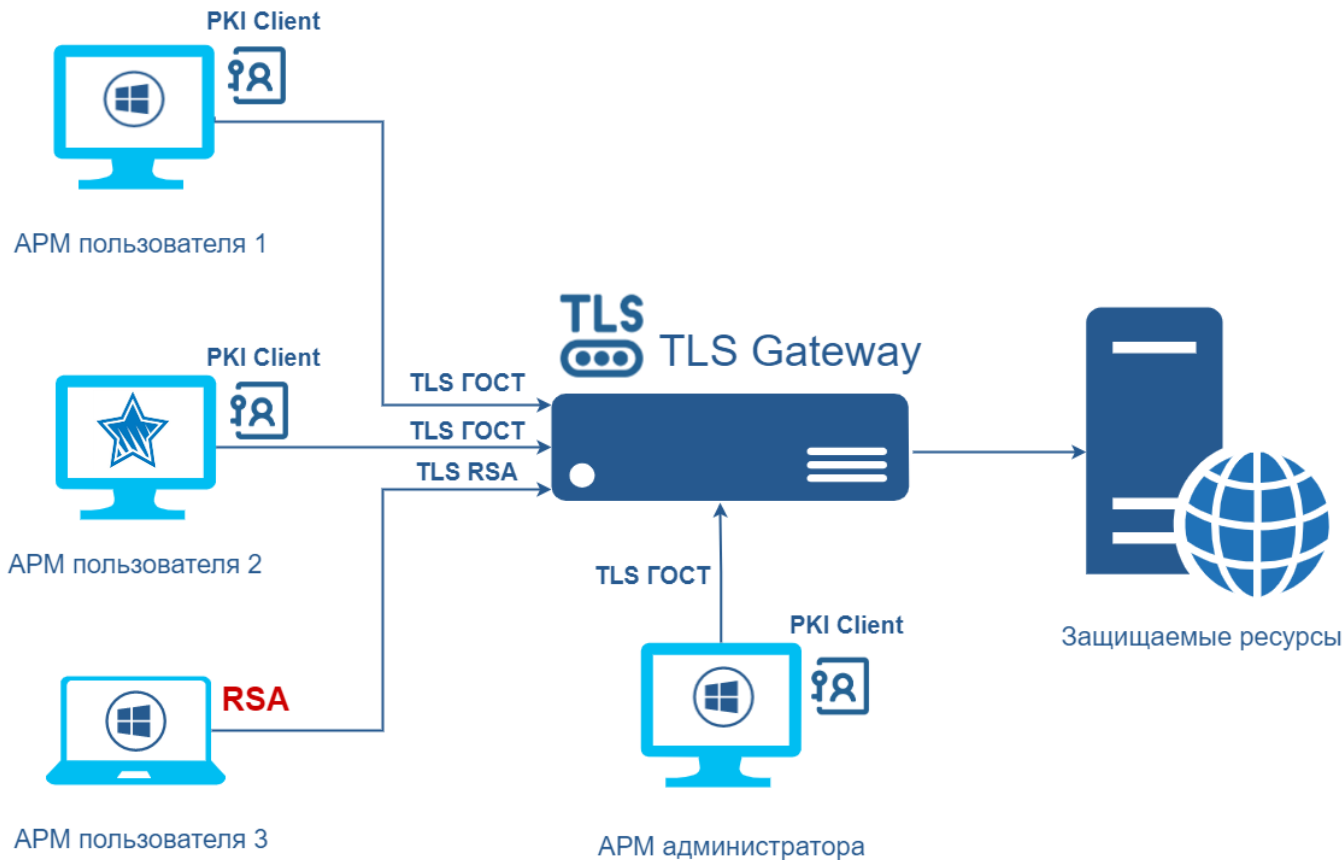 PKI Client
АРМ пользователя 1
TLS
TLS Gateway
PKI Client
TLS ГОСТ
TLS ГОСТ
TLS RSA
АРМ пользователя 2
TLS ГОСТ
PKI Client
Защищаемые ресурсы
RSA
АРМ пользователя 3
АРМ администратора